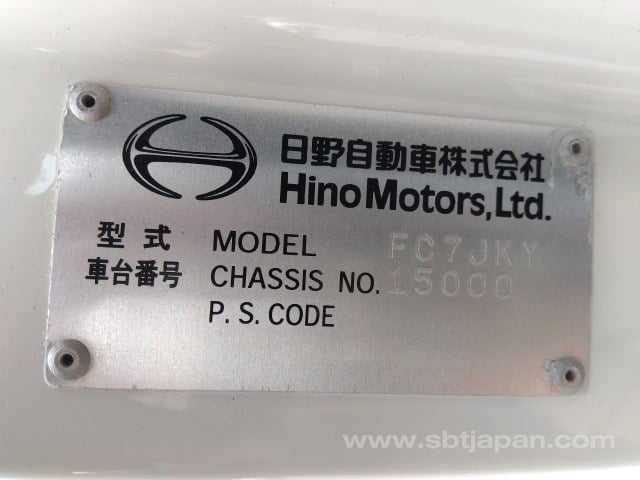 日野自動車株式会社
Hino Motors, Ltd.
型式 MODEL FC7JKY
車台番号 CHASSIS NO. 15000
P. S. CODE
www.sbtjapan.com